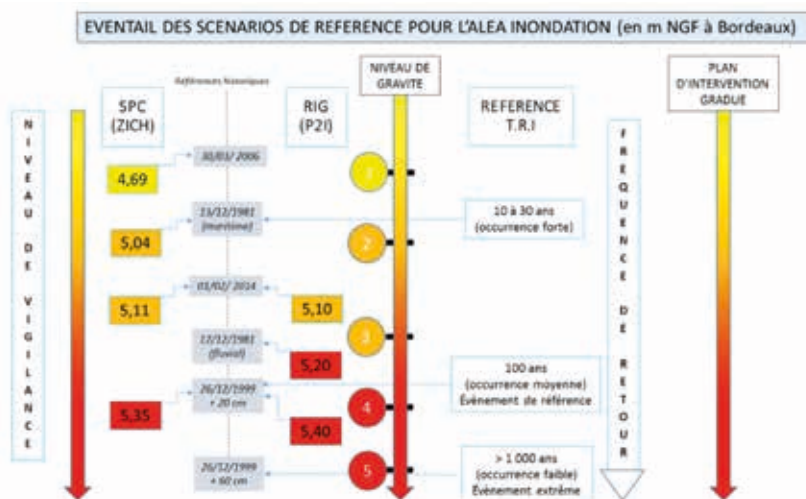 EVENTAIL DES SCENARIOS DE REFERENCE POUR L'ALEA INONDATION (en m NGF à Bordeaux)
Références historiques
NIVEAU DE
GRAVITE
PLAN
D'INTERVENTION
GRADUE
SPC
(ZICH)
RIG
(P2I)
REFERENCE
T.R.I
NIVEAU DE VIGILANCE
FREQUENCE DE RETOUR
30/03/ 2006
4,69
1
13/12/1981
(maritime)
10 à 30 ans
(occurrence forte)
5,04
2
01/02/ 2014
5,11
5,10
3
17/12/1981
(fluvial)
5,20
100 ans
(occurrence moyenne)
Évènement de référence
26/12/1999
+ 20 cm
5,35
5,40
4
26/12/1999
+ 60 cm
5
> 1 000 ans
(occurrence faible)
Évènement extrême